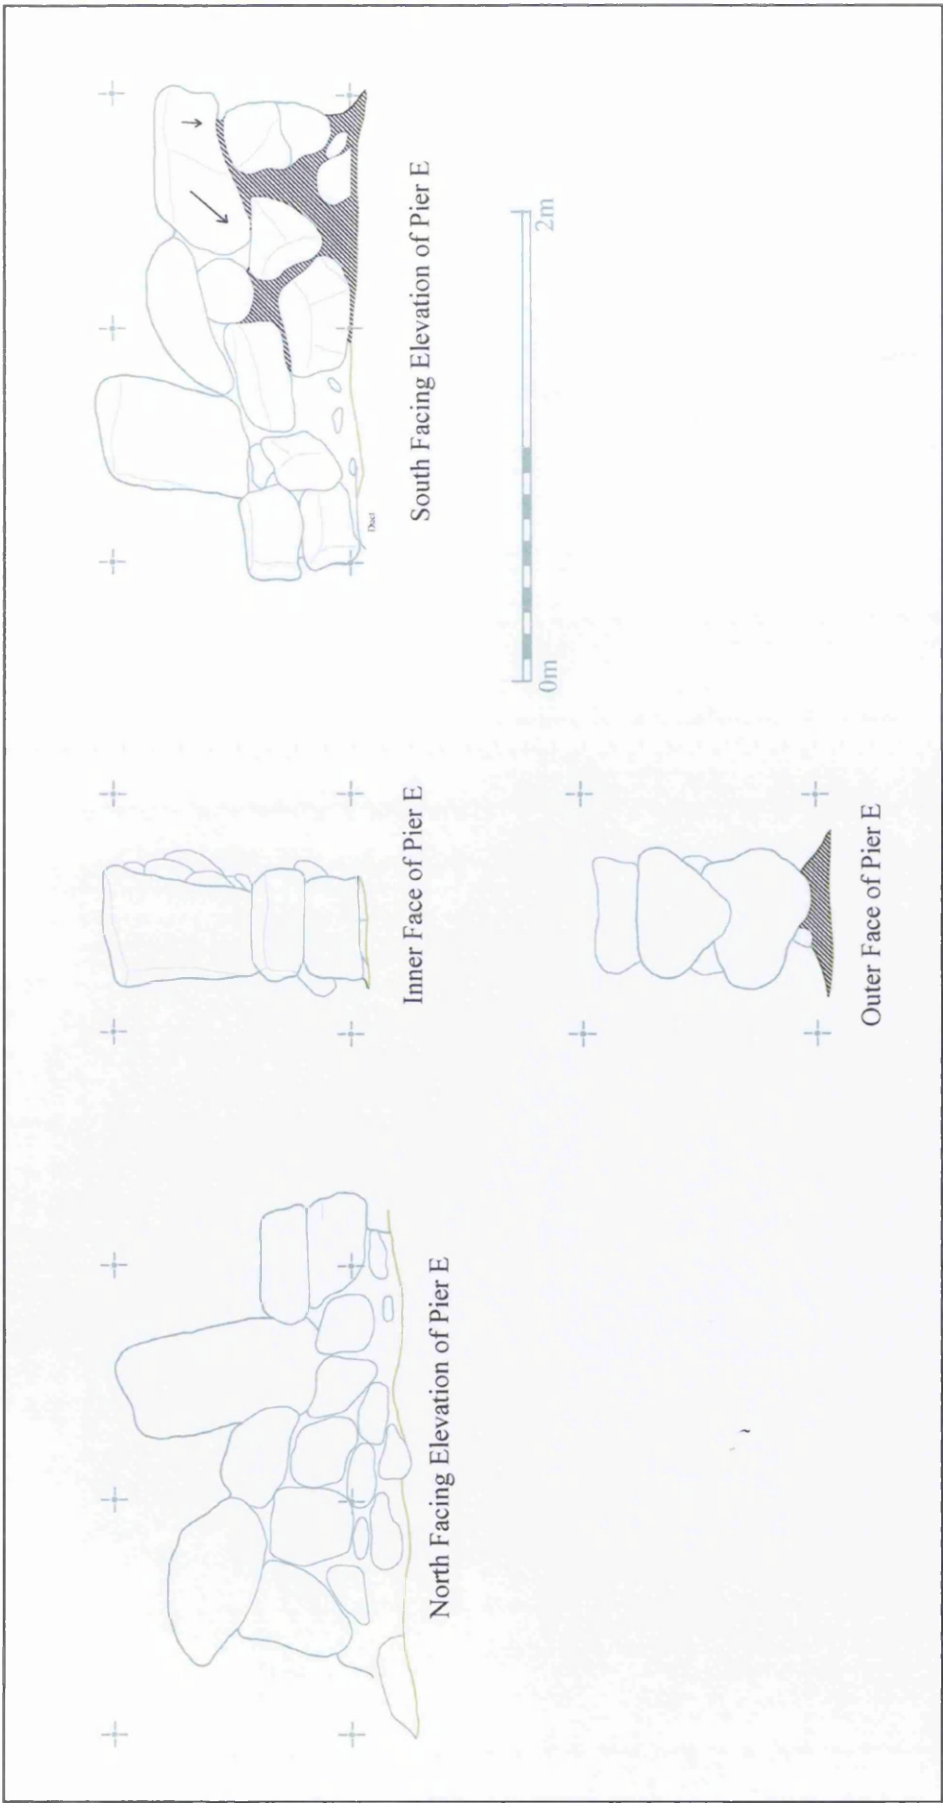 North Facing Elevation of Pier E
Inner Face of Pier E
Outer Face of Pier E
South Facing Elevation of Pier E
Duct
0m
2m